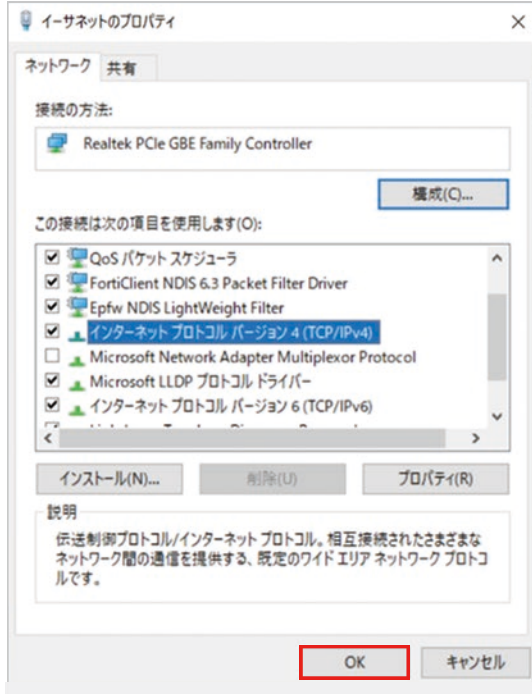 イーサネットのプロパティ
ネットワーク 共有
接続の方法:
Realtek PCIe GBE Family Controller
構成(C)...
この接続は次の項目を使用します(O):
QoS パケット スケジューラ
FortiClient NDIS 6.3 Packet Filter Driver
Epfw NDIS LightWeight Filter
インターネット プロトコル バージョン 4 (TCP/IPv4)
Microsoft Network Adapter Multiplexor Protocol
Microsoft LLDP プロトコル ドライバー
インターネット プロトコル バージョン 6 (TCP/IPv6)
インストール(N)... 削除(U) プロパティ(R)
説明
伝送制御プロトコル/インターネット プロトコル。相互接続されたさまざまな
ネットワーク間の通信を提供する、既定のワイド エリア ネットワーク プロトコ
ルです。
OK キャンセル